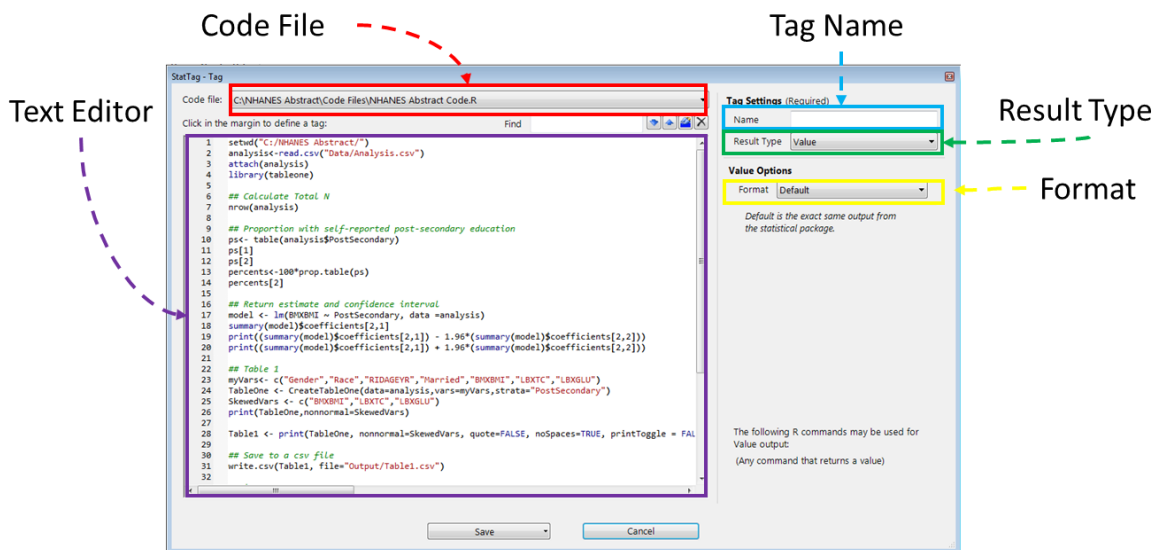 Code File
Tag Name
Text Editor
Result Type
Format
StatTag - Tag
Code file: C:\NHANES Abstract\Code Files\NHANES Abstract Code.R
Click in the margin to define a tag:
Find
1 setwd("C:/NHANES Abstract/")
2 analysis<-read.csv("Data/Analysis.csv")
3 attach(analysis)
4 library(tableone)
5
6 ## Calculate Total N
7 nrow(analysis)
8
9 ## Proportion with self-reported post-secondary education
10 ps<- table(analysis$PostSecondary)
11 ps[1]
12 ps[2]
13 percents<-100*prop.table(ps)
14 percents[2]
15
16 ## Return estimate and confidence interval
17 model <- lm(BMXBMI ~ PostSecondary, data =analysis)
18 summary(model)$coefficients[2,1]
19 print((summary(model)$coefficients[2,1]) - 1.96*(summary(model)$coefficients[2,2]))
20 print((summary(model)$coefficients[2,1]) + 1.96*(summary(model)$coefficients[2,2]))
21
22 ## Table 1
23 myVars<- c("Gender","Race","RIDAGEYR","Married","BMXBMI","LBXTC","LBXGLU")
24 TableOne <- CreateTableOne(data=analysis,vars=myVars,strata="PostSecondary")
25 SkewedVars <- c("BMXBMI","LBXTC","LBXGLU")
26 print(TableOne,nonnormal=SkewedVars)
27
28 Table1 <- print(TableOne, nonnormal=SkewedVars, quote=FALSE, noSpaces=TRUE, printToggle = FAL
29
30 ## Save to a csv file
31 write.csv(Table1, file="Output/Table1.csv")
32
Tag Settings (Required)
Name
Result Type Value
Value Options
Format Default
Default is the exact same output from
the statistical package.
The following R commands may be used for
Value output:
(Any command that returns a value)
Save
Cancel